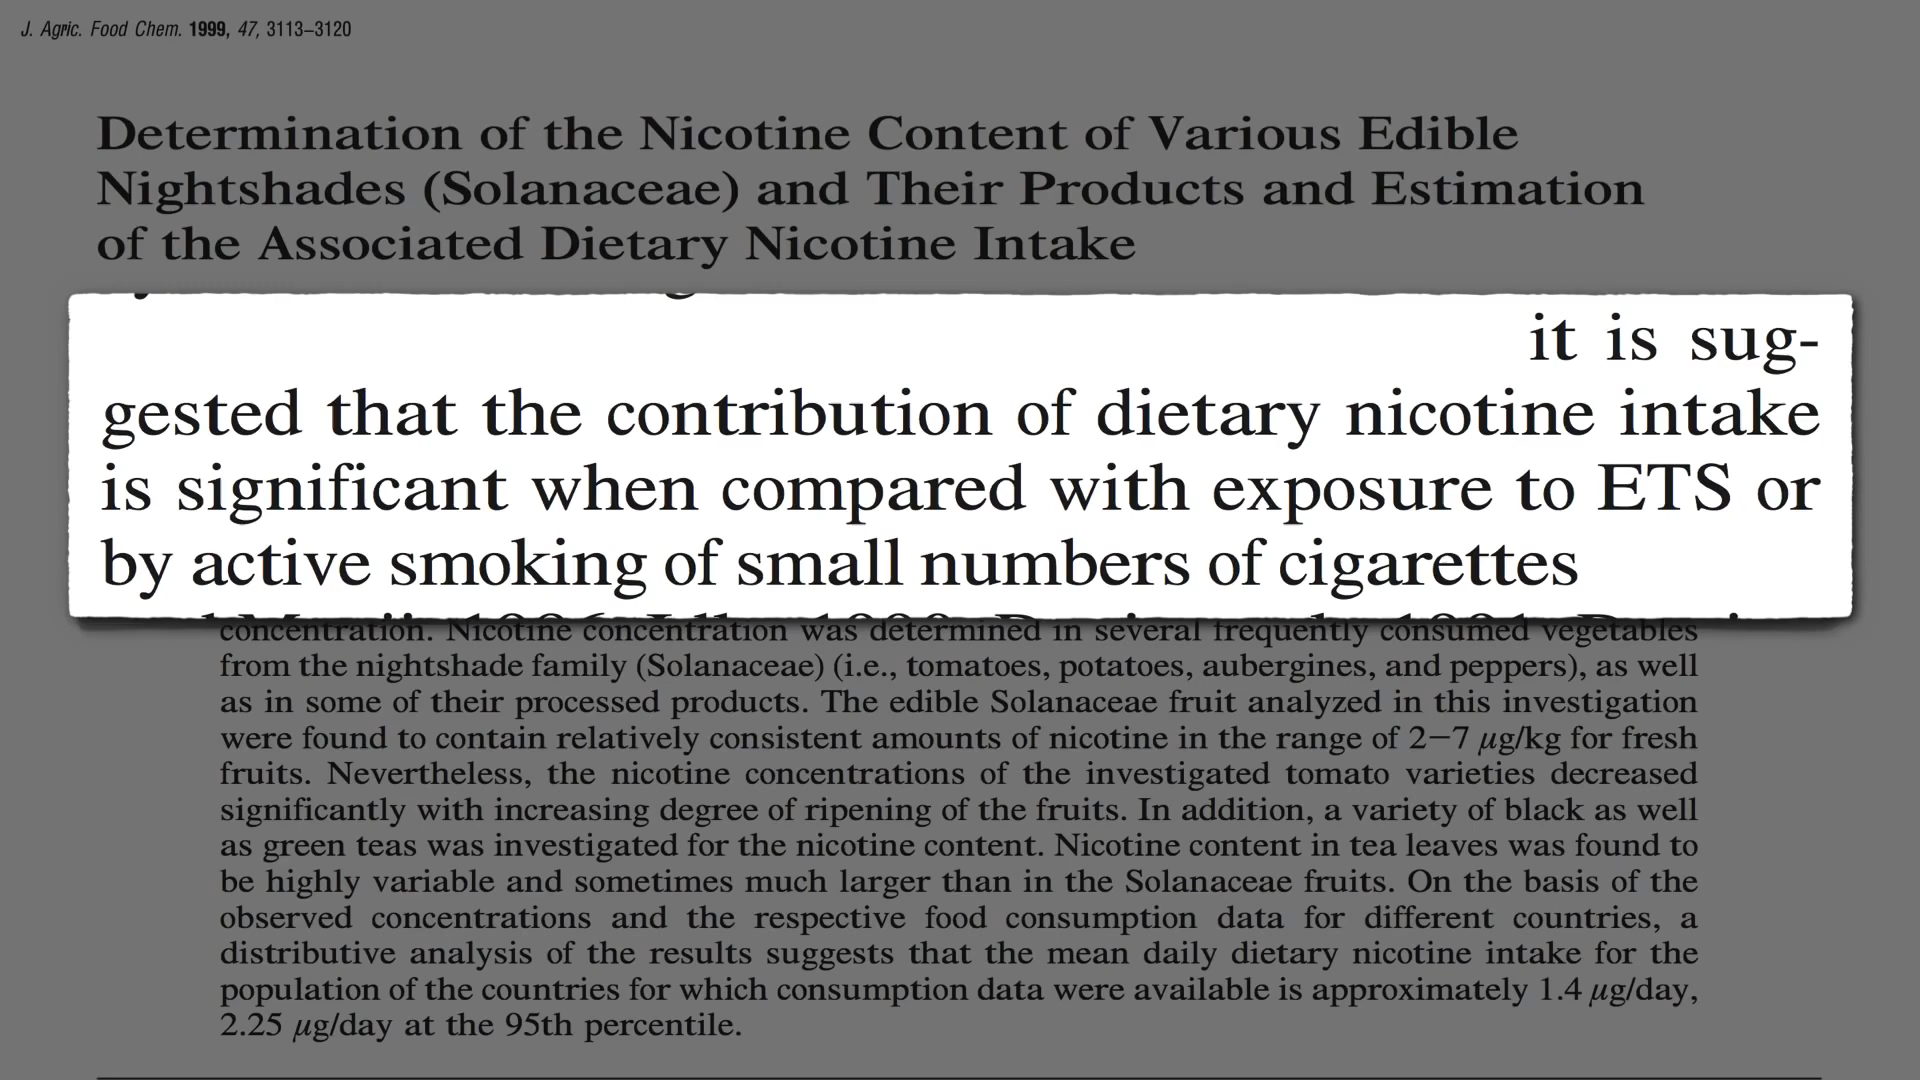 J. Agric. Food Chem. 1999, 47, 3113–3120
Determination of the Nicotine Content of Various Edible
Nightshades (Solanaceae) and Their Products and Estimation
of the Associated Dietary Nicotine Intake
it is sug-
gested that the contribution of dietary nicotine intake
is significant when compared with exposure to ETS or
by active smoking of small numbers of cigarettes
concentration. Nicotine concentration was determined in several frequently consumed vegetables
from the nightshade family (Solanaceae) (i.e., tomatoes, potatoes, aubergines, and peppers), as well
as in some of their processed products. The edible Solanaceae fruit analyzed in this investigation
were found to contain relatively consistent amounts of nicotine in the range of 2−7 μg/kg for fresh
fruits. Nevertheless, the nicotine concentrations of the investigated tomato varieties decreased
significantly with increasing degree of ripening of the fruits. In addition, a variety of black as well
as green teas was investigated for the nicotine content. Nicotine content in tea leaves was found to
be highly variable and sometimes much larger than in the Solanaceae fruits. On the basis of the
observed concentrations and the respective food consumption data for different countries, a
distributive analysis of the results suggests that the mean daily dietary nicotine intake for the
population of the countries for which consumption data were available is approximately 1.4 μg/day,
2.25 μg/day at the 95th percentile.